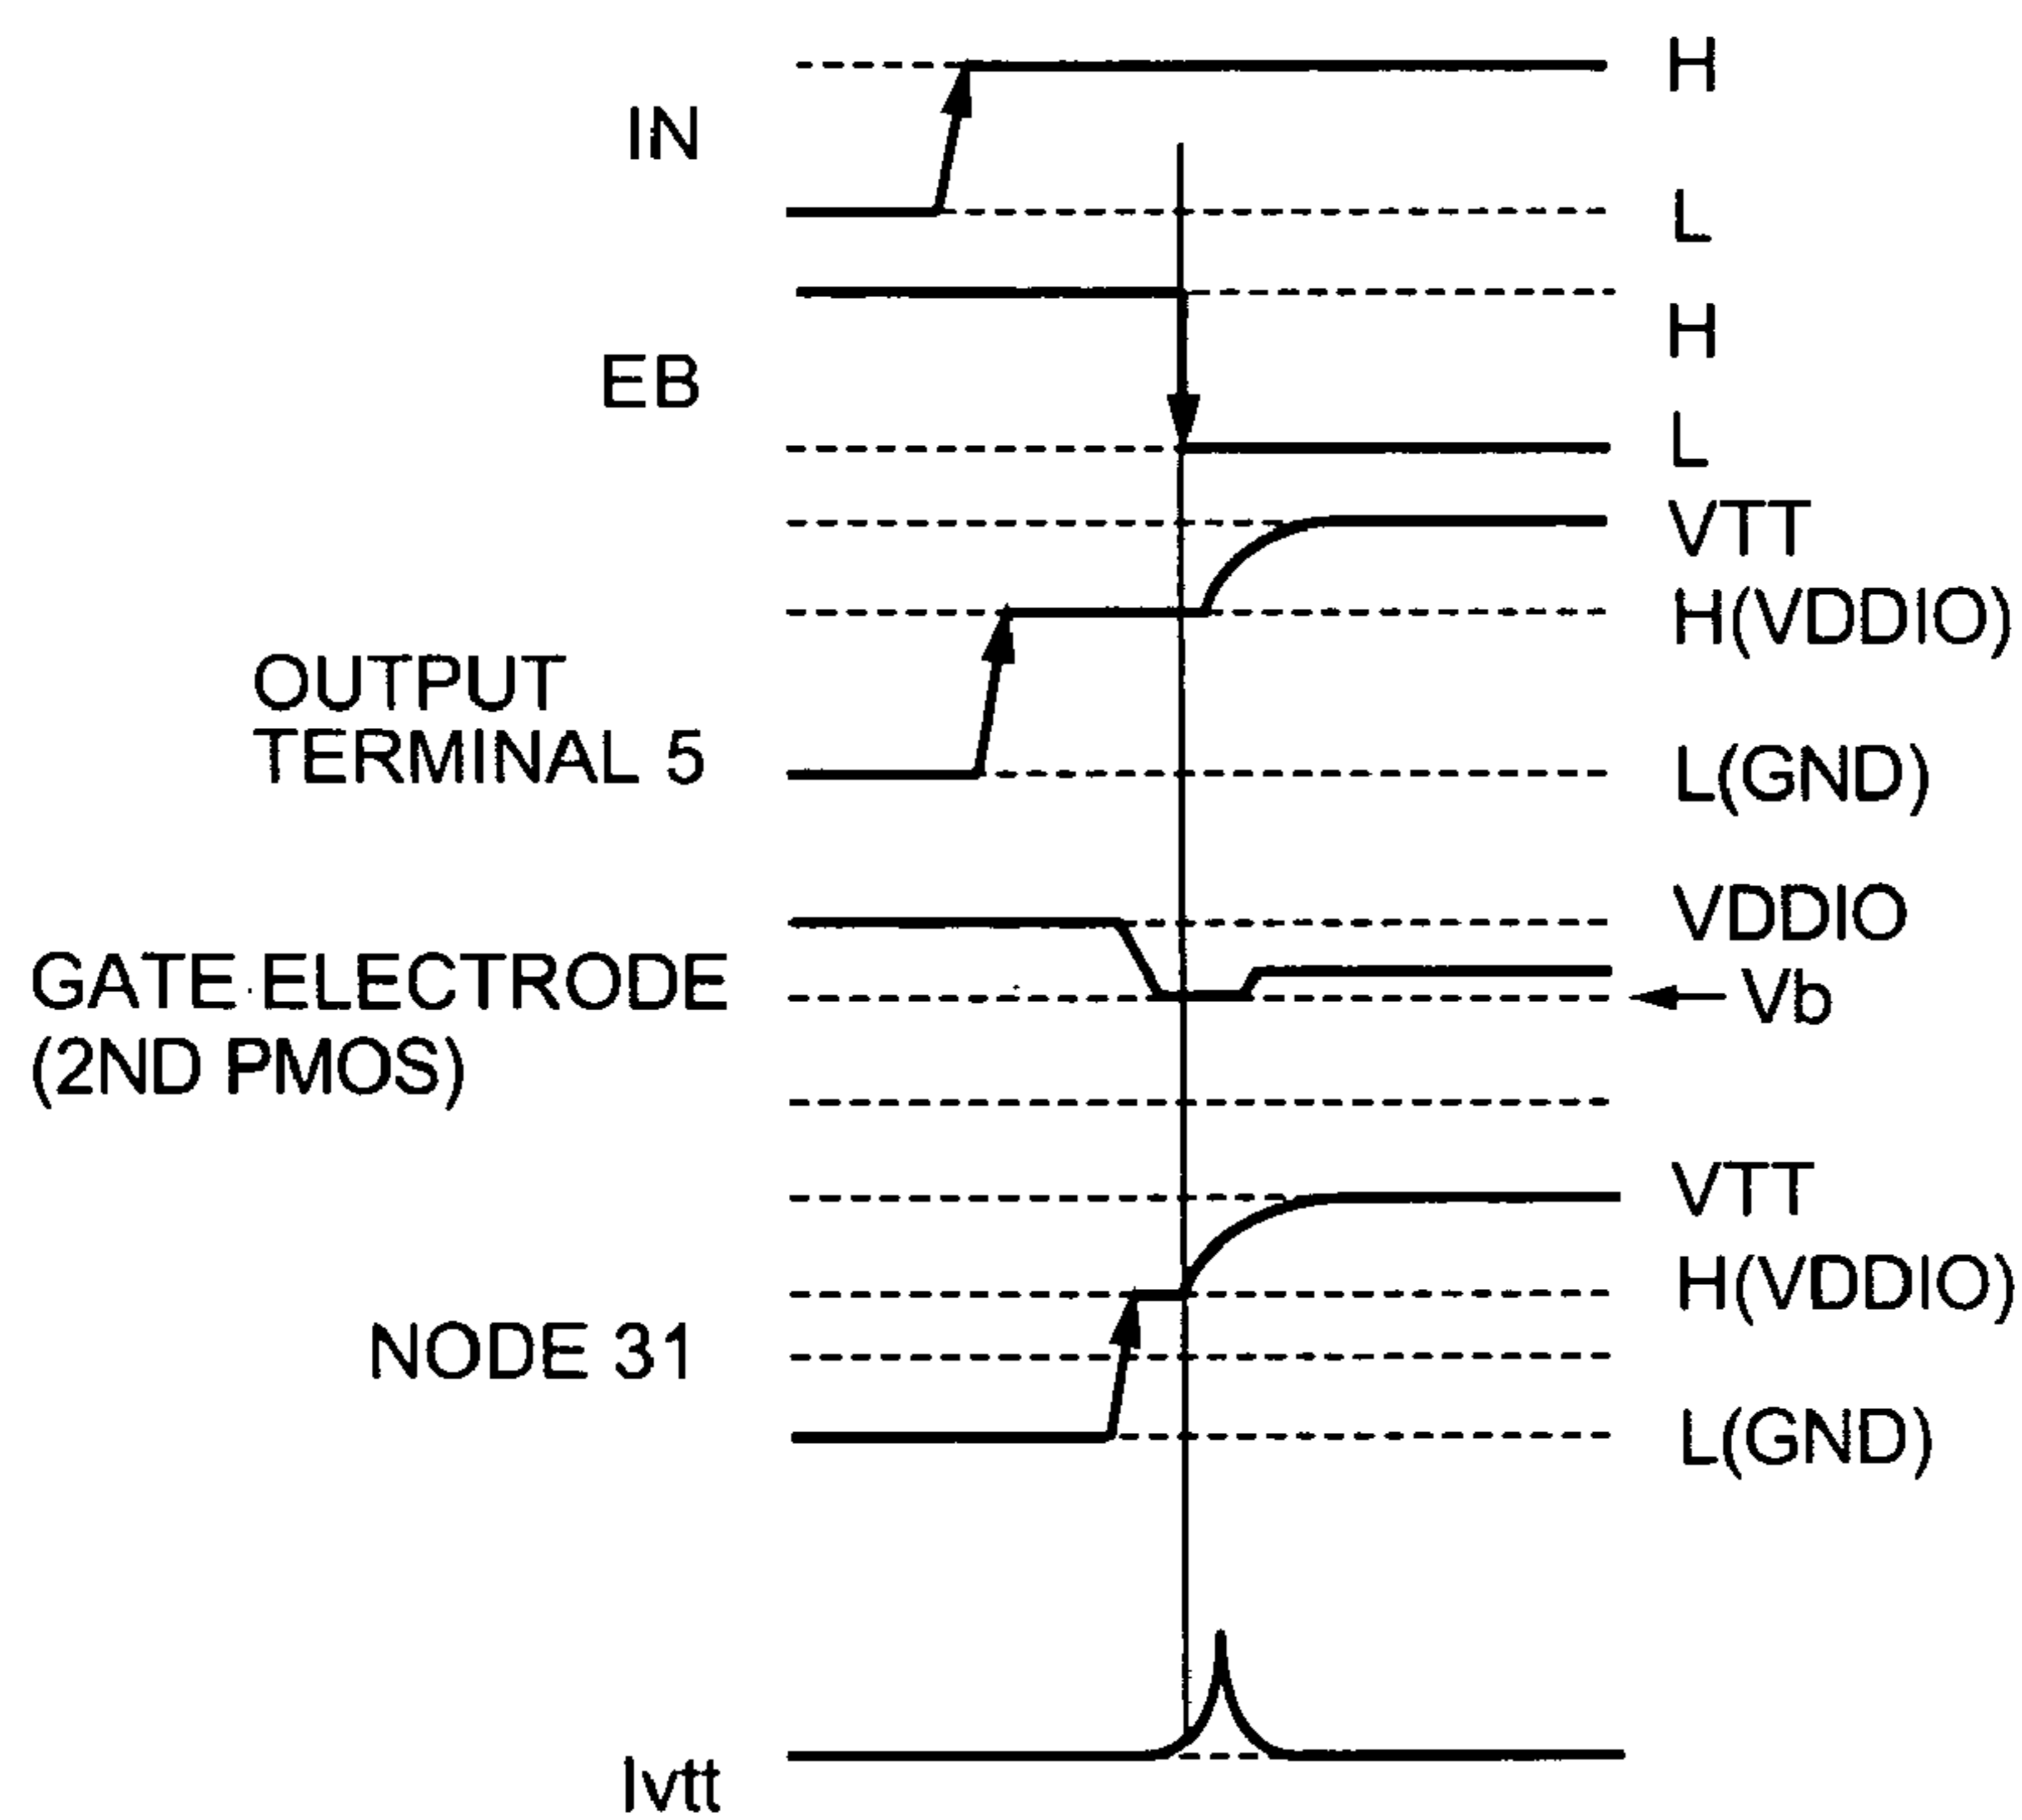 H
IN
L
H
EB
L
VTT
H(VDDIO)
OUTPUT
TERMINAL 5
L(GND)
VDDIO
GATE ELECTRODE
Vb
(2ND PMOS)
VTT
H(VDDIO)
NODE 31
L(GND)
Ivtt